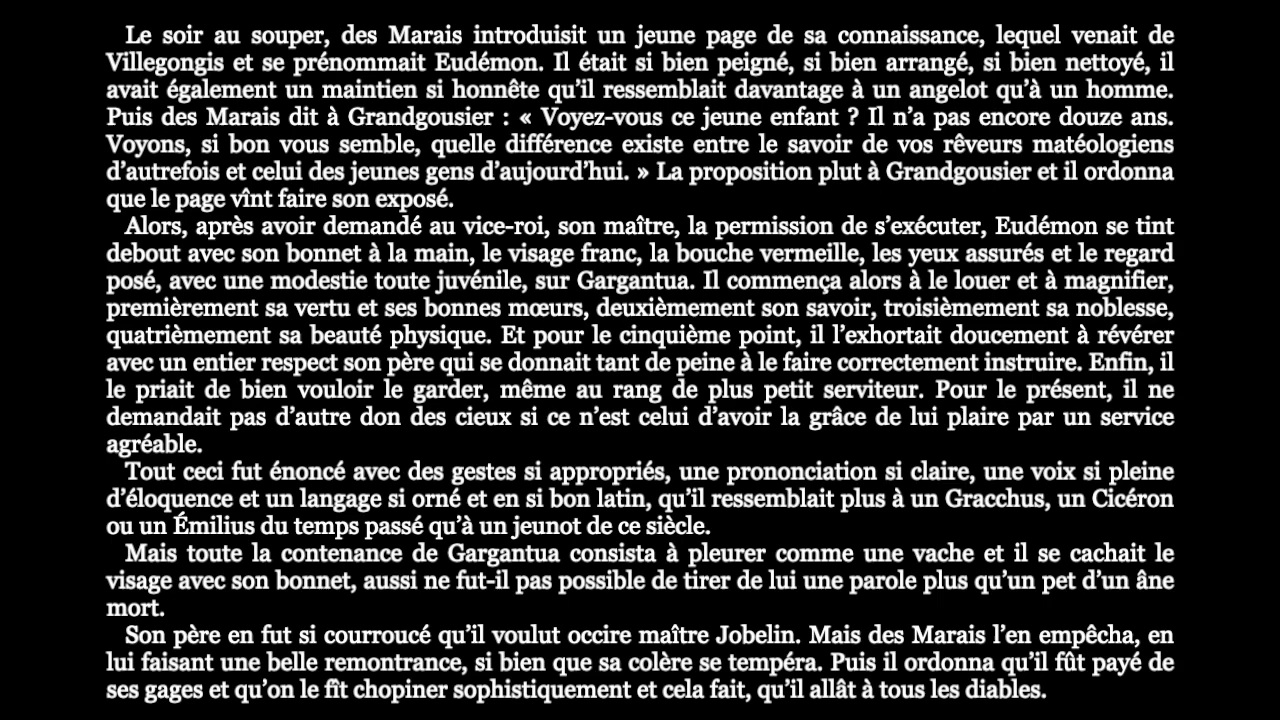 Le soir au souper, des Marais introduisit un jeune page de sa connaissance, lequel venait de
Villegongis et se prénommait Eudémon. Il était si bien peigné, si bien arrangé, si bien nettoyé, il
avait également un maintien si honnête qu’il ressemblait davantage à un angelot qu’à un homme.
Puis des Marais dit à Grandgousier : « Voyez-vous ce jeune enfant ? Il n’a pas encore douze ans.
Voyons, si bon vous semble, quelle différence existe entre le savoir de vos rêveurs matéologiens
d’autrefois et celui des jeunes gens d’aujourd’hui. » La proposition plut à Grandgousier et il ordonna
que le page vînt faire son exposé.
Alors, après avoir demandé au vice-roi, son maître, la permission de s’exécuter, Eudémon se tint
debout avec son bonnet à la main, le visage franc, la bouche vermeille, les yeux assurés et le regard
posé, avec une modestie toute juvénile, sur Gargantua. Il commença alors à le louer et à magnifier,
premièrement sa vertu et ses bonnes mœurs, deuxièmement son savoir, troisièmement sa noblesse,
quatrièmement sa beauté physique. Et pour le cinquième point, il l’exhortait doucement à révérer
avec un entier respect son père qui se donnait tant de peine à le faire correctement instruire. Enfin, il
le priait de bien vouloir le garder, même au rang de plus petit serviteur. Pour le présent, il ne
demandait pas d’autre don des cieux si ce n’est celui d’avoir la grâce de lui plaire par un service
agréable.
Tout ceci fut énoncé avec des gestes si appropriés, une prononciation si claire, une voix si pleine
d’éloquence et un langage si orné et en si bon latin, qu’il ressemblait plus à un Gracchus, un Cicéron
ou un Émilius du temps passé qu’à un jeunot de ce siècle.
Mais toute la contenance de Gargantua consista à pleurer comme une vache et il se cachait le
visage avec son bonnet, aussi ne fut-il pas possible de tirer de lui une parole plus qu’un pet d’un âne
mort.
Son père en fut si courroucé qu’il voulut occire maître Jobelin. Mais des Marais l’en empêcha, en
lui faisant une belle remontrance, si bien que sa colère se tempéra. Puis il ordonna qu’il fût payé de
ses gages et qu’on le fît chopiner sophistiquement et cela fait, qu’il allât à tous les diables.